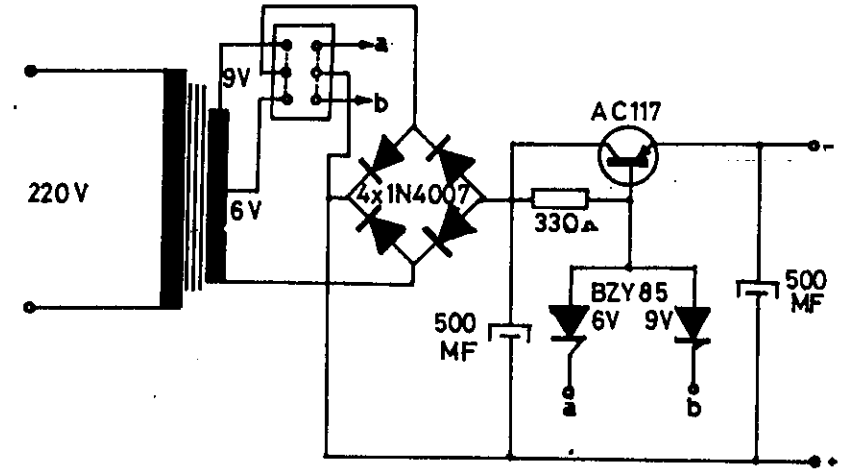 a
9V
b
AC117
-
220V
6V
4x1N4007
330Ω
BZY85
6V 9V
500
MF
500
MF
a
b
+